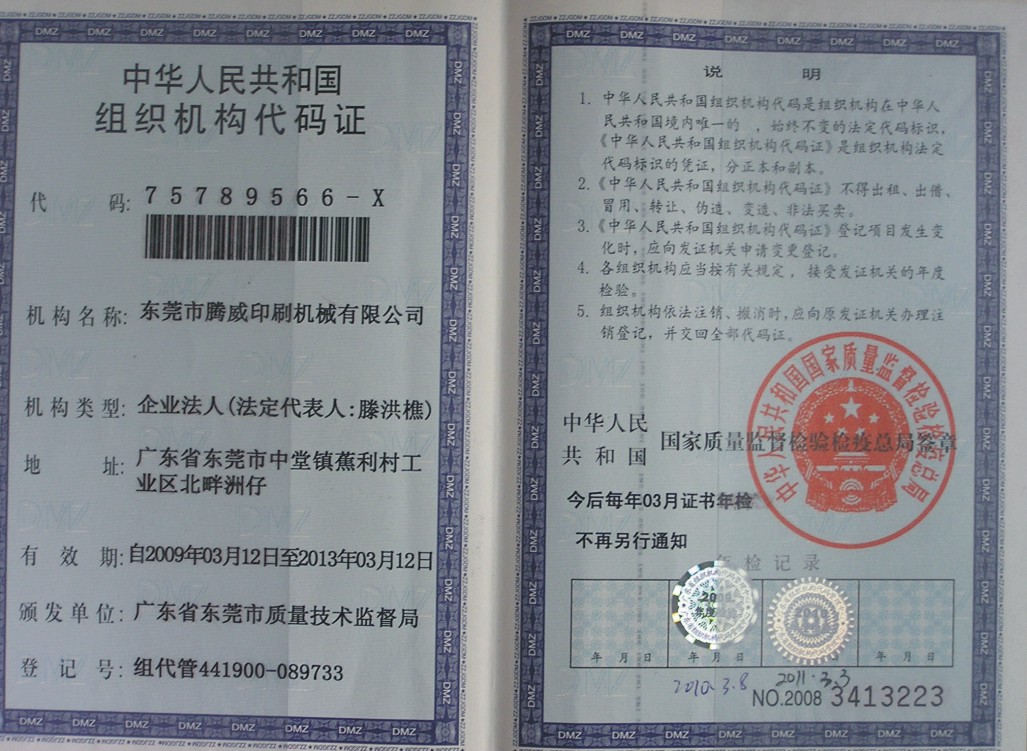 中华人民共和国
组织机构代码证
代 码: 75789566-X
机构名称: 东莞市腾威印刷机械有限公司
机构类型: 企业法人(法定代表人:滕洪樵)
地 址: 广东省东莞市中堂镇蕉利村工
业区北畔洲仔
有 效 期: 自2009年03月12日至2013年03月12日
颁发单位: 广东省东莞市质量技术监督局
登 记 号: 组代管441900-089733
说 明
1. 中华人民共和国组织机构代码是组织机构在中华人
民共和国境内唯一的 ，始终不变的法定代码标识，
《中华人民共和国组织机构代码证》是组织机构法定
代码标识的凭证，分正本和副本。
2.《中华人民共和国组织机构代码证》不得出租、出借、
冒用、转让、伪造、变造、非法买卖。
3.《中华人民共和国组织机构代码证》登记项目发生变
化时，应向发证机关申请变更登记。
4. 各组织机构应当按有关规定，接受发证机关的年度
检验。
5. 组织机构依法注销、撤消时，应向原发证机关办理注
销登记，并交回全部代码证。
中华人民共和国国家质量监督检验检疫总局
中华人民
共 和 国 国家质量监督检验检疫总局签章
今后每年03月证书年检
不再另行通知
年检记录
年 月 日 年 月 日 年 月 日 年 月 日
2010.3.8 2011.3.3
NO.2008 3413223